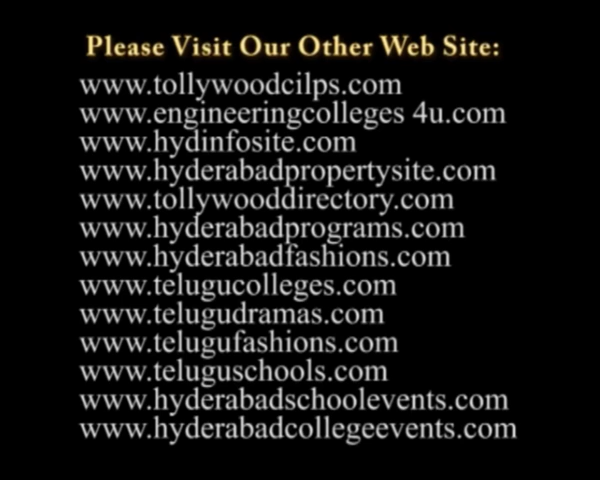 Please Visit Our Other Web Site:
www.tollywoodcilps.com
www.engineeringcolleges 4u.com
www.hydinfosite.com
www.hyderabadpropertysite.com
www.tollywooddirectory.com
www.hyderabadprograms.com
www.hyderabadfashions.com
www.telugucolleges.com
www.telugudramas.com
www.telugufashions.com
www.teluguschools.com
www.hyderabadschoolevents.com
www.hyderabadcollegeevents.com